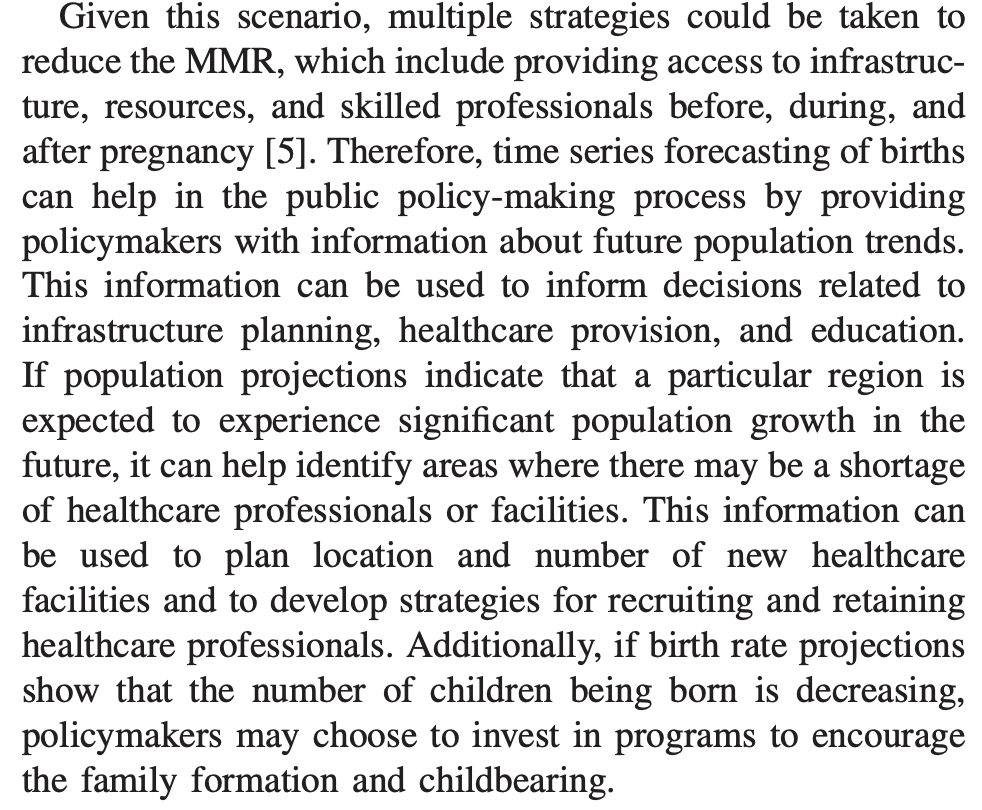 Given this scenario, multiple strategies could be taken to
reduce the MMR, which include providing access to infrastruc-
ture, resources, and skilled professionals before, during, and
after pregnancy [5]. Therefore, time series forecasting of births
can help in the public policy-making process by providing
policymakers with information about future population trends.
This information can be used to inform decisions related to
infrastructure planning, healthcare provision, and education.
If population projections indicate that a particular region is
expected to experience significant population growth in the
future, it can help identify areas where there may be a shortage
of healthcare professionals or facilities. This information can
be used to plan location and number of new healthcare
facilities and to develop strategies for recruiting and retaining
healthcare professionals. Additionally, if birth rate projections
show that the number of children being born is decreasing,
policymakers may choose to invest in programs to encourage
the family formation and childbearing.